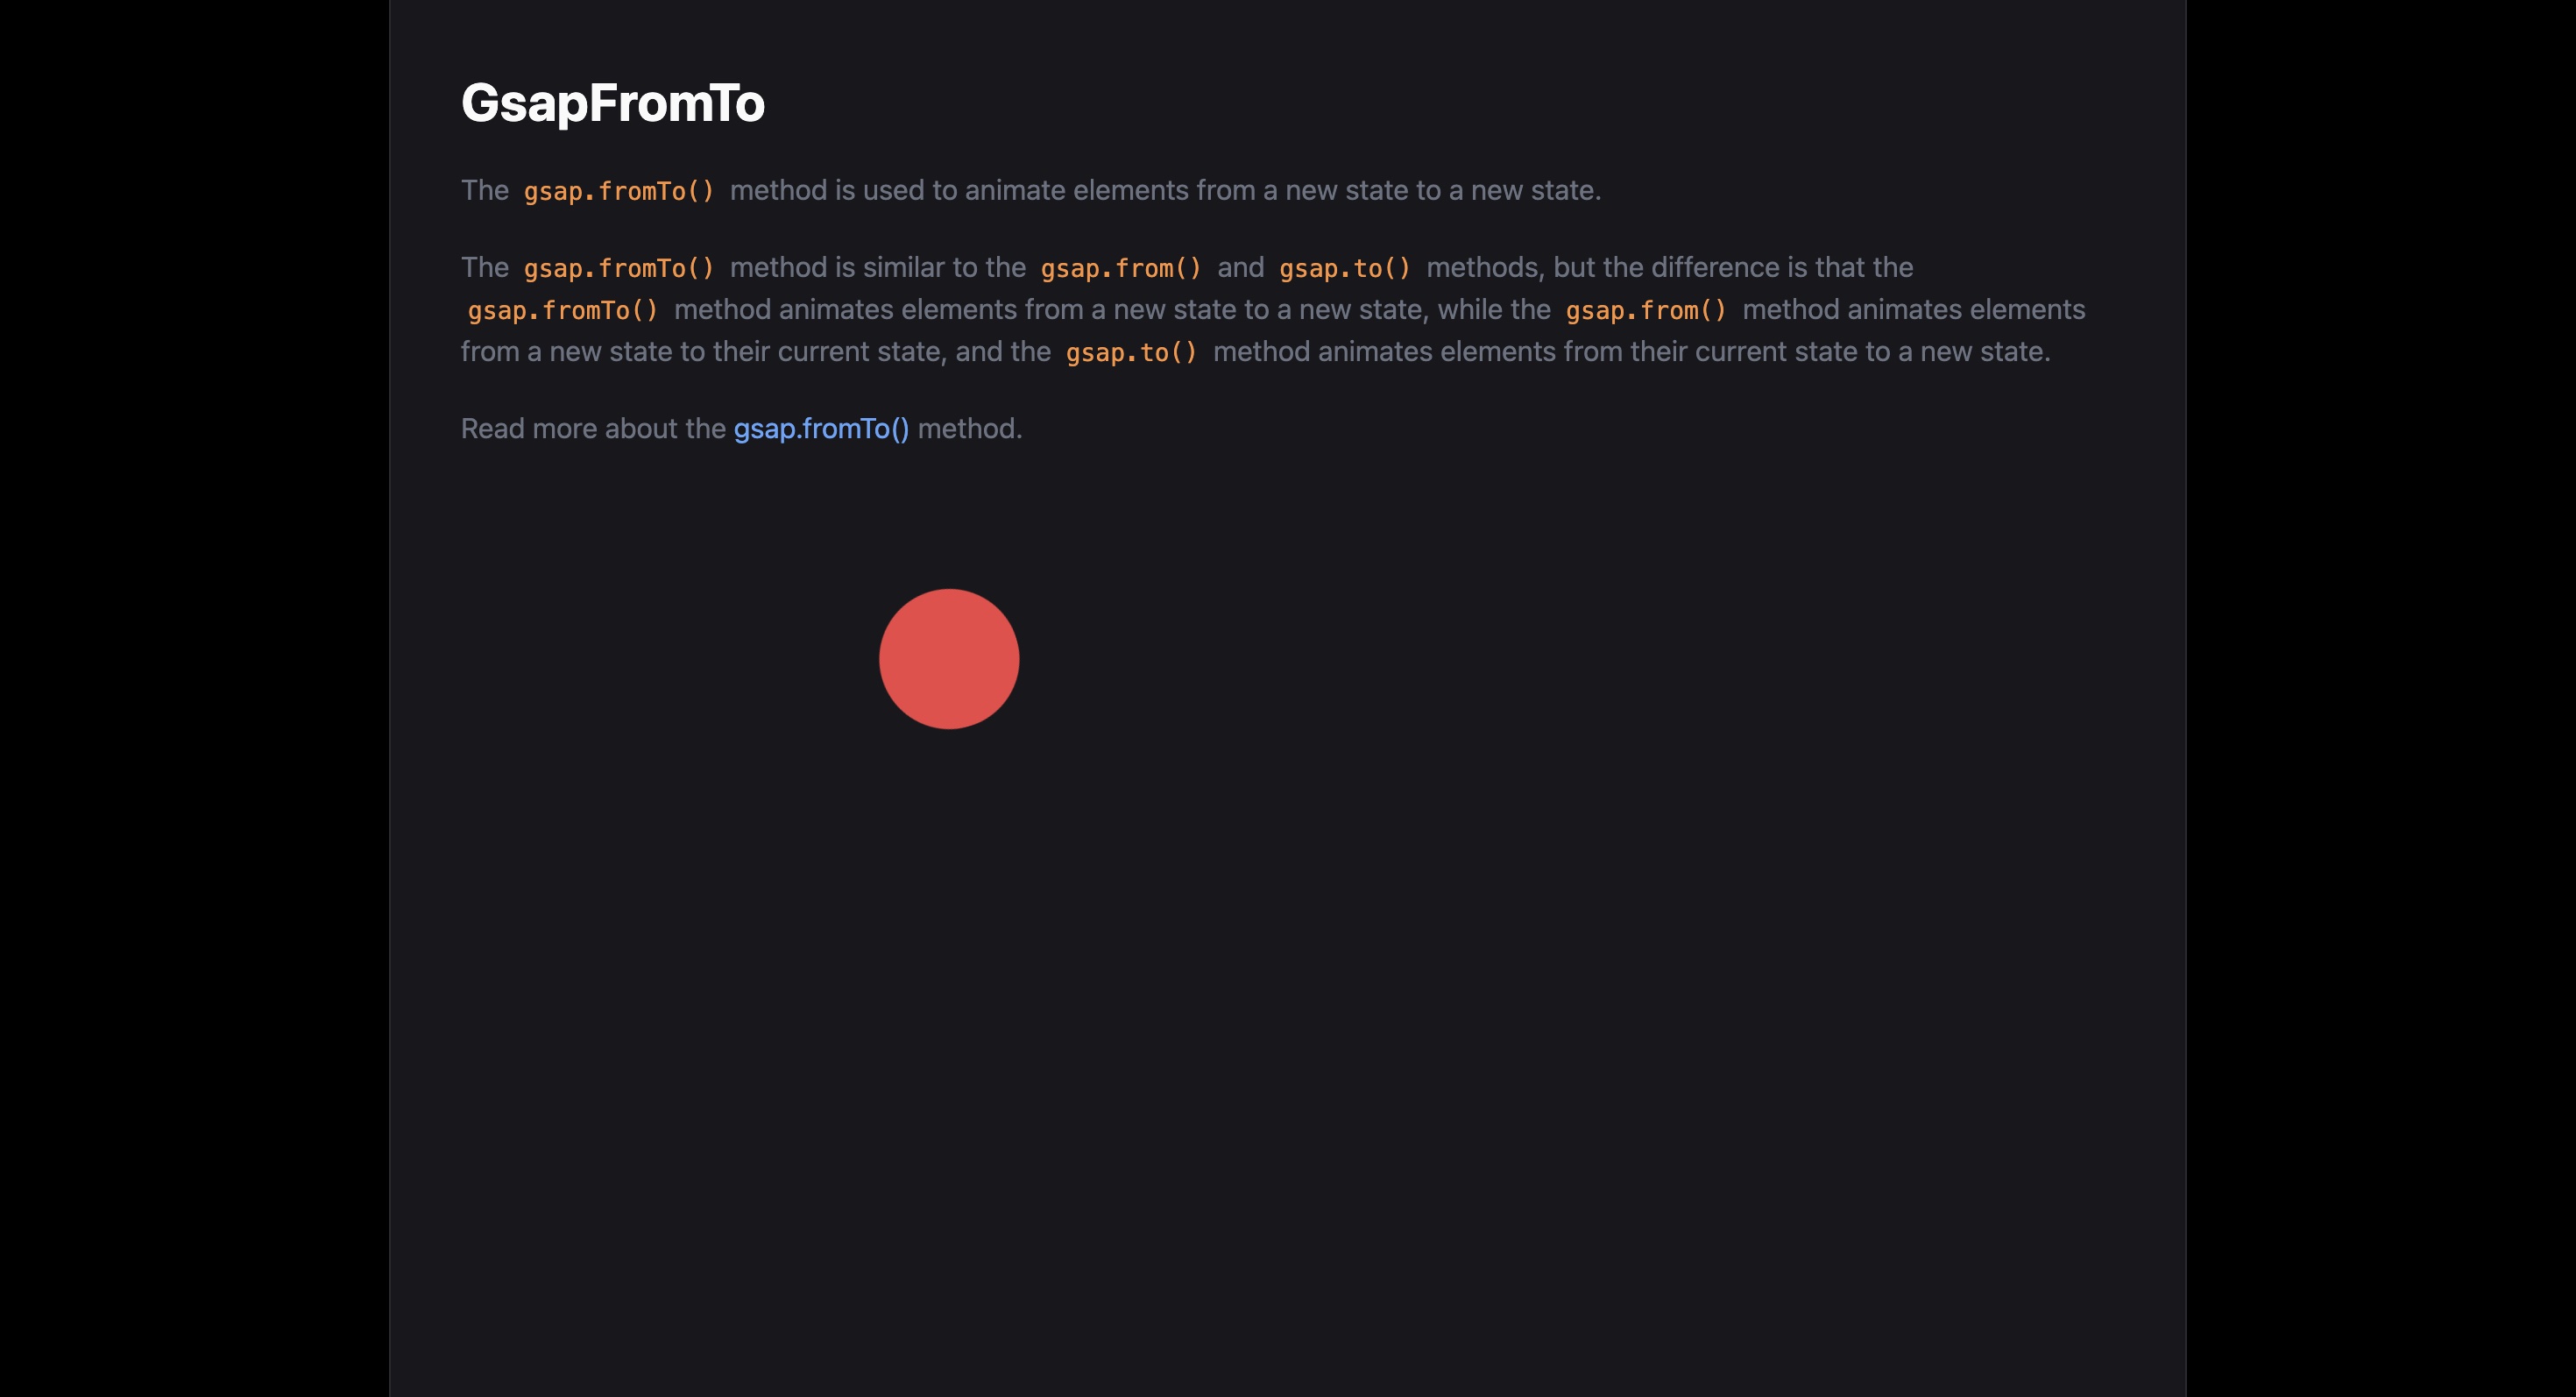 GsapFromTo
The gsap.fromTo() method is used to animate elements from a new state to a new state.
The gsap.fromTo() method is similar to the gsap.from() and gsap.to() methods, but the difference is that the
gsap.fromTo() method animates elements from a new state to a new state, while the gsap.from() method animates elements
from a new state to their current state, and the gsap.to() method animates elements from their current state to a new state.
Read more about the gsap.fromTo() method.